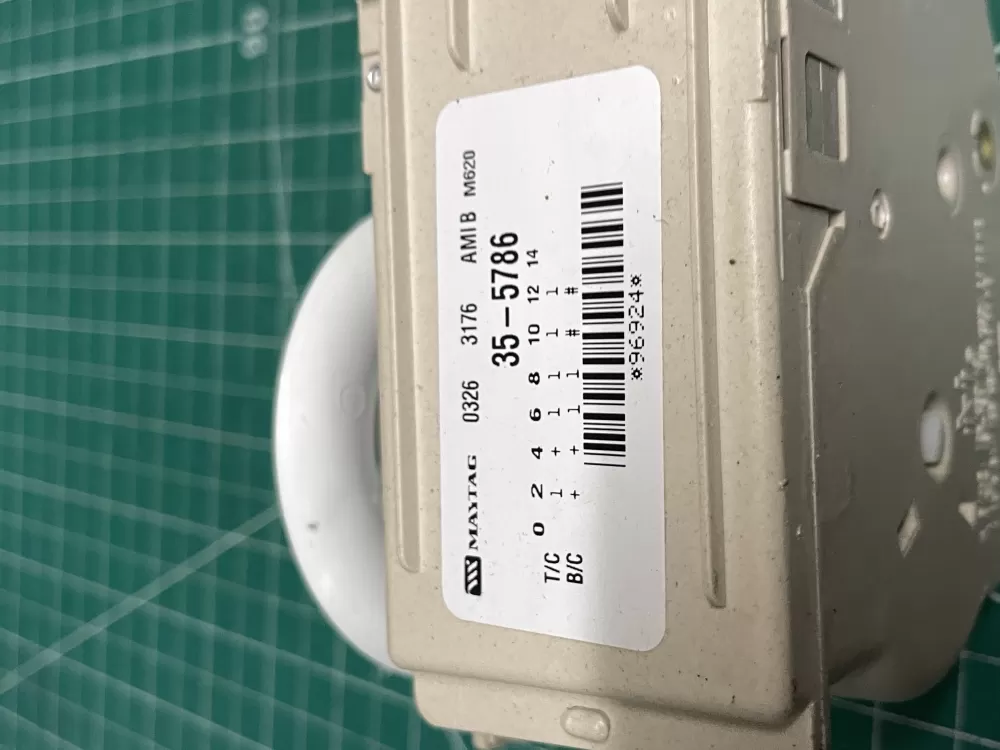 MAYTAG 0326 3176 AMIB M620
35-5786
T/C 0 2 4 6 8 10 12 14
1 + 1 1 1 1
B/C + + 1 1 # #
*96924*